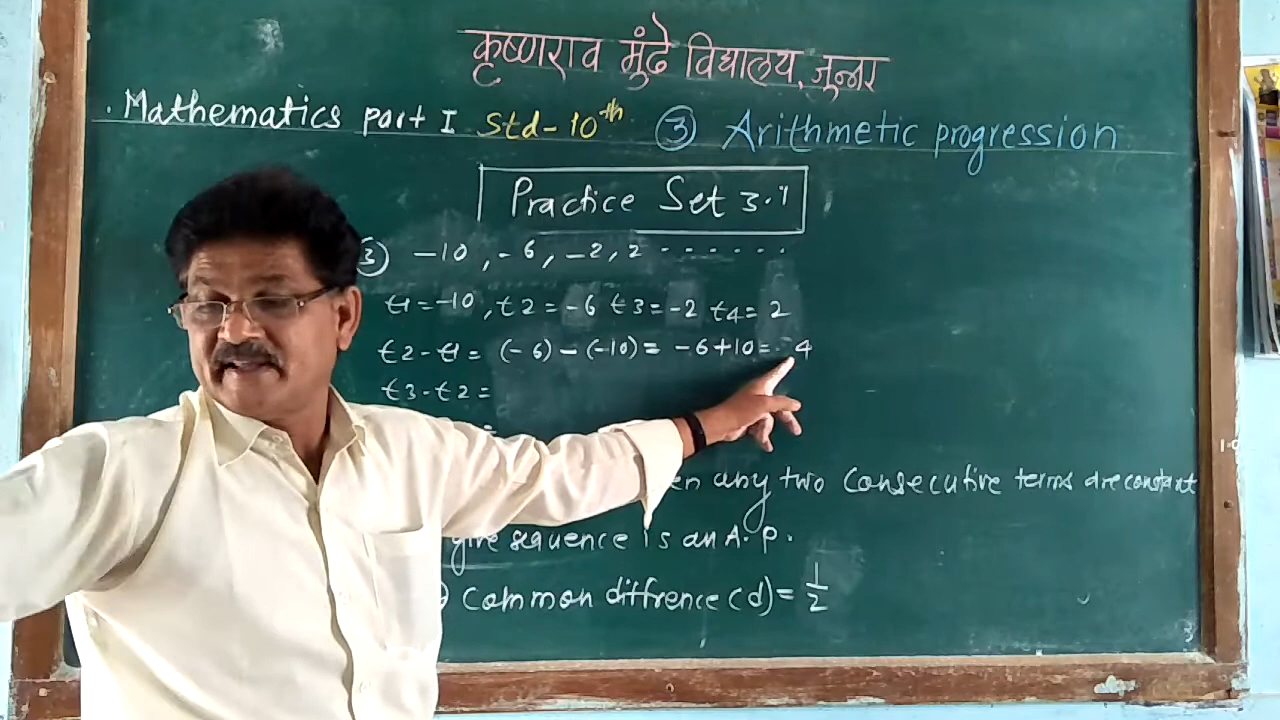 कृष्णराव मुंढे विद्यालय, जुन्नर
. Mathematics part I Std-10th ③ Arithmetic progression
Practice Set 3.1
3) -10, -6, -2, 2 .......
t1 = -10, t2 = -6 t3 = -2 t4 = 2
t2 - t1 = (-6) - (-10) = -6+10 = 4
t3 - t2 =
=
en any two consecutive terms are constant
give sequence is an A.P.
Common diffrence (d) = 1/2